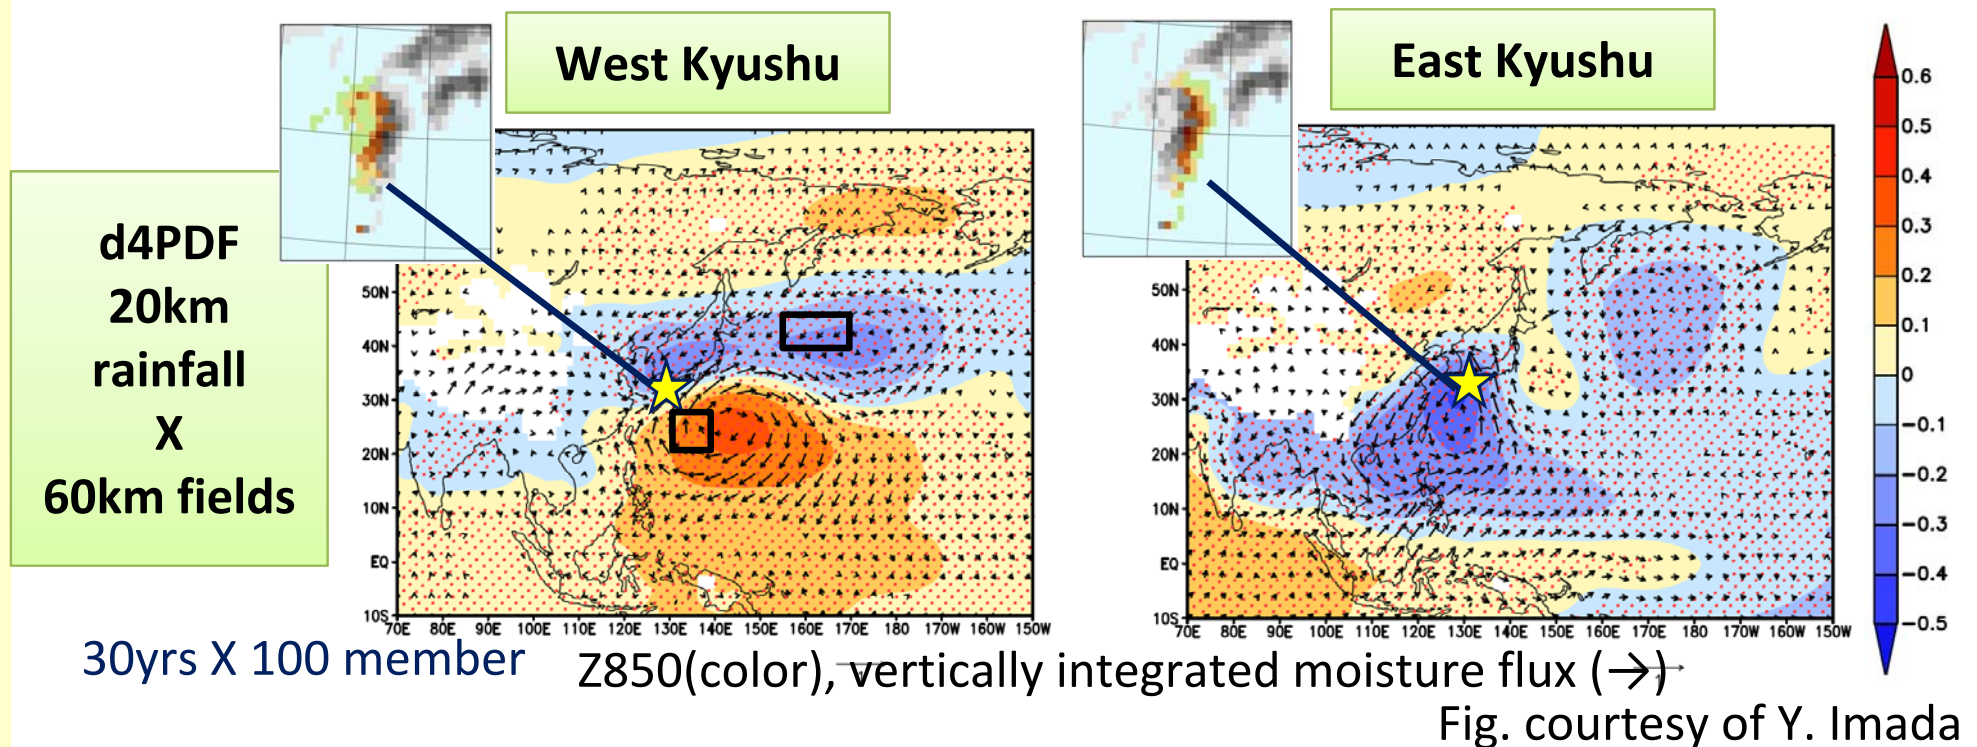 West Kyushu
East Kyushu
d4PDF
20km
rainfall
X
60km fields
50N
40N
30N
20N
10N
EQ
10S
70E 80E 90E 100E 110E 120E 130E 140E 150E 160E 170E 180 170W 160W 150W
50N
40N
30N
20N
10N
EQ
10S
70E 80E 90E 100E 110E 120E 130E 140E 150E 160E 170E 180 170W 160W 150W
0.6
0.5
0.4
0.3
0.2
0.1
0
−0.1
−0.2
−0.3
−0.4
−0.5
30yrs X 100 member
Z850(color), vertically integrated moisture flux (→)
Fig. courtesy of Y. Imada